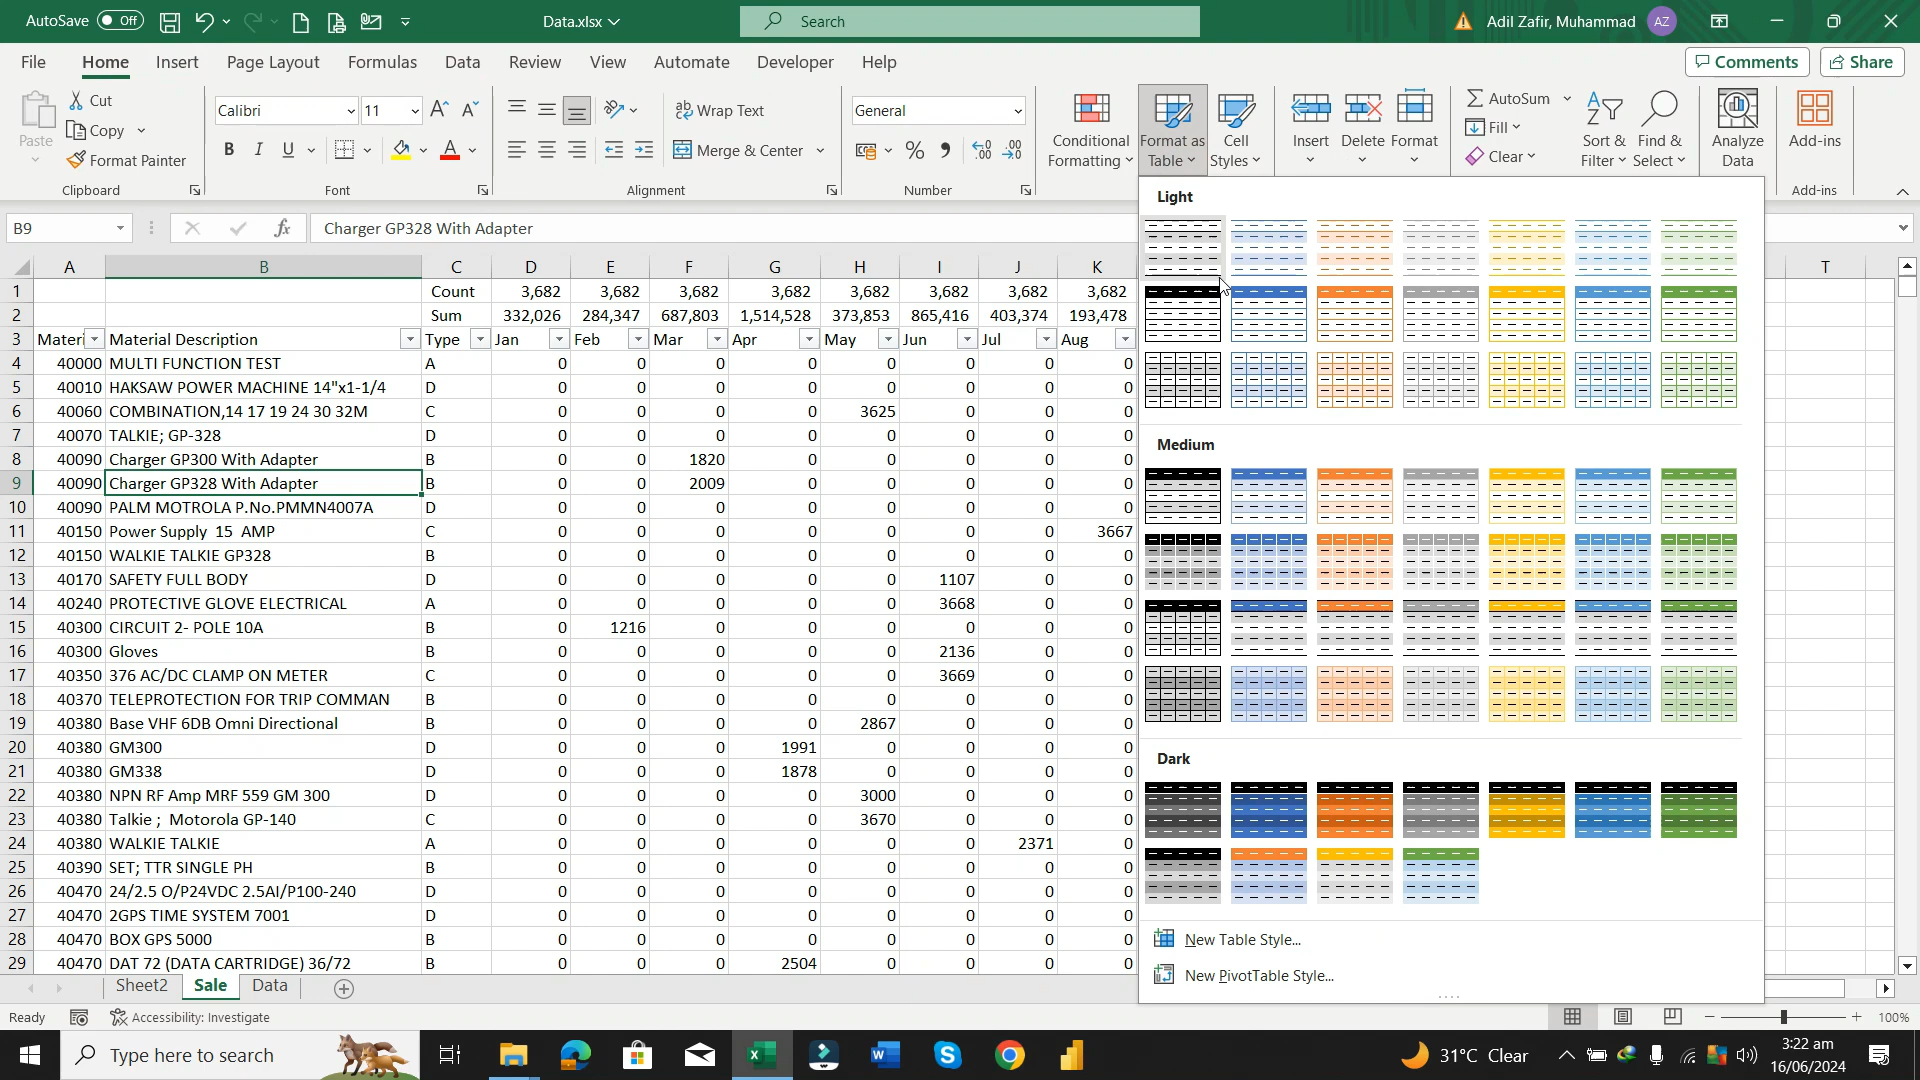 AutoSave Off Data.xlsx Search Adil Zafir, Muhammad AZ
File Home Insert Page Layout Formulas Data Review View Automate Developer Help Comments Share
Paste Cut Copy Format Painter Clipboard
Calibri 11 B I U A Font
Wrap Text Merge & Center Alignment
General % , Number
Conditional Formatting Format as Table Cell Styles
Insert Delete Format
AutoSum Fill Clear Sort & Filter Find & Select
Analyze Data Add-ins Add-ins
B9 fx Charger GP328 With Adapter
A B C D E F G H I J K T
1 Count 3,682 3,682 3,682 3,682 3,682 3,682 3,682 3,682
2 Sum 332,026 284,347 687,803 1,514,528 373,853 865,416 403,374 193,478
3 Materi Material Description Type Jan Feb Mar Apr May Jun Jul Aug
4 40000 MULTI FUNCTION TEST A 0 0 0 0 0 0 0 0
5 40010 HAKSAW POWER MACHINE 14"x1-1/4 D 0 0 0 0 0 0 0 0
6 40060 COMBINATION,14 17 19 24 30 32M C 0 0 0 0 3625 0 0 0
7 40070 TALKIE; GP-328 D 0 0 0 0 0 0 0 0
8 40090 Charger GP300 With Adapter B 0 0 1820 0 0 0 0 0
9 40090 Charger GP328 With Adapter B 0 0 2009 0 0 0 0 0
10 40090 PALM MOTROLA P.No.PMMN4007A D 0 0 0 0 0 0 0 0
11 40150 Power Supply 15 AMP C 0 0 0 0 0 0 0 3667
12 40150 WALKIE TALKIE GP328 B 0 0 0 0 0 0 0 0
13 40170 SAFETY FULL BODY D 0 0 0 0 0 1107 0 0
14 40240 PROTECTIVE GLOVE ELECTRICAL A 0 0 0 0 0 3668 0 0
15 40300 CIRCUIT 2- POLE 10A B 0 1216 0 0 0 0 0 0
16 40300 Gloves B 0 0 0 0 0 2136 0 0
17 40350 376 AC/DC CLAMP ON METER C 0 0 0 0 0 3669 0 0
18 40370 TELEPROTECTION FOR TRIP COMMAN B 0 0 0 0 0 0 0 0
19 40380 Base VHF 6DB Omni Directional B 0 0 0 0 2867 0 0 0
20 40380 GM300 D 0 0 0 1991 0 0 0 0
21 40380 GM338 D 0 0 0 1878 0 0 0 0
22 40380 NPN RF Amp MRF 559 GM 300 D 0 0 0 0 3000 0 0 0
23 40380 Talkie ; Motorola GP-140 C 0 0 0 0 3670 0 0 0
24 40380 WALKIE TALKIE A 0 0 0 0 0 0 2371 0
25 40390 SET; TTR SINGLE PH B 0 0 0 0 0 0 0 0
26 40470 24/2.5 O/P24VDC 2.5AI/P100-240 D 0 0 0 0 0 0 0 0
27 40470 2GPS TIME SYSTEM 7001 D 0 0 0 0 0 0 0 0
28 40470 BOX GPS 5000 B 0 0 0 0 0 0 0 0
29 40470 DAT 72 (DATA CARTRIDGE) 36/72 B 0 0 0 2504 0 0 0 0
Light
Medium
Dark
New Table Style...
New PivotTable Style...
Sheet2 Sale Data
Ready Accessibility: Investigate 100%
Type here to search 31°C Clear 3:22 am
16/06/2024